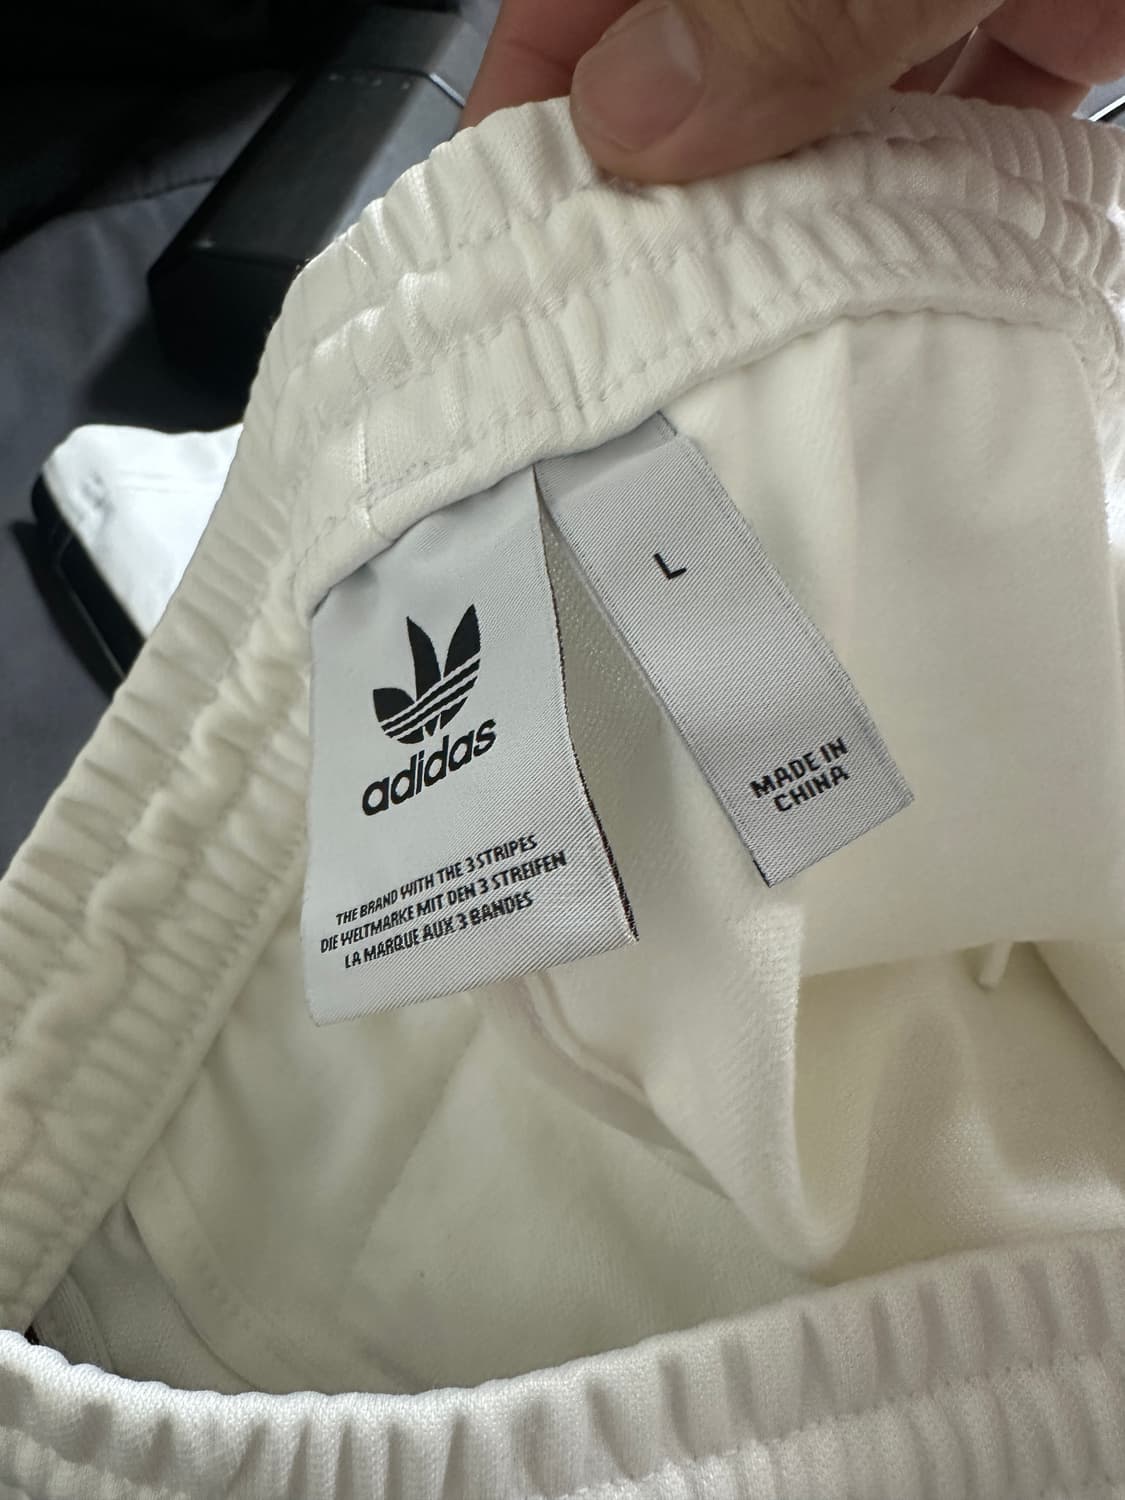 adidas
THE BRAND WITH THE 3 STRIPES
DIE WELTMARKE MIT DEN 3 STREIFEN
LA MARQUE AUX 3 BANDES
L
MADE IN
CHINA